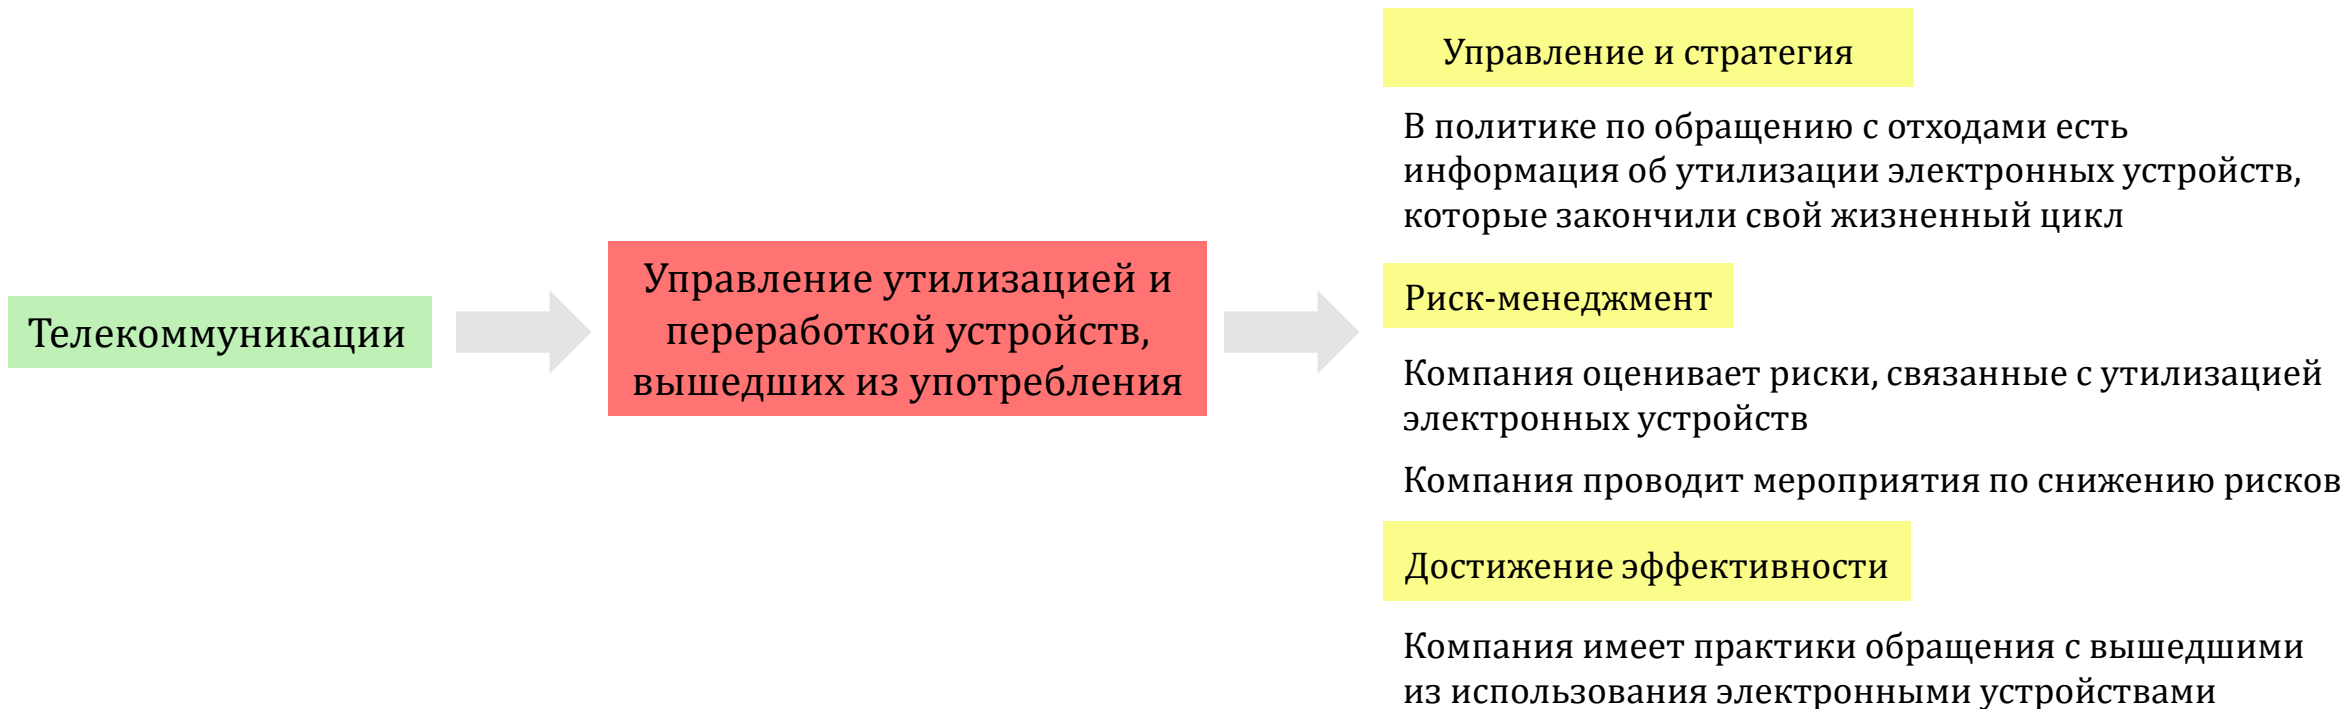 Телекоммуникации
Управление утилизацией и
переработкой устройств,
вышедших из употребления
Управление и стратегия
В политике по обращению с отходами есть
информация об утилизации электронных устройств,
которые закончили свой жизненный цикл
Риск-менеджмент
Компания оценивает риски, связанные с утилизацией
электронных устройств
Компания проводит мероприятия по снижению рисков
Достижение эффективности
Компания имеет практики обращения с вышедшими
из использования электронными устройствами